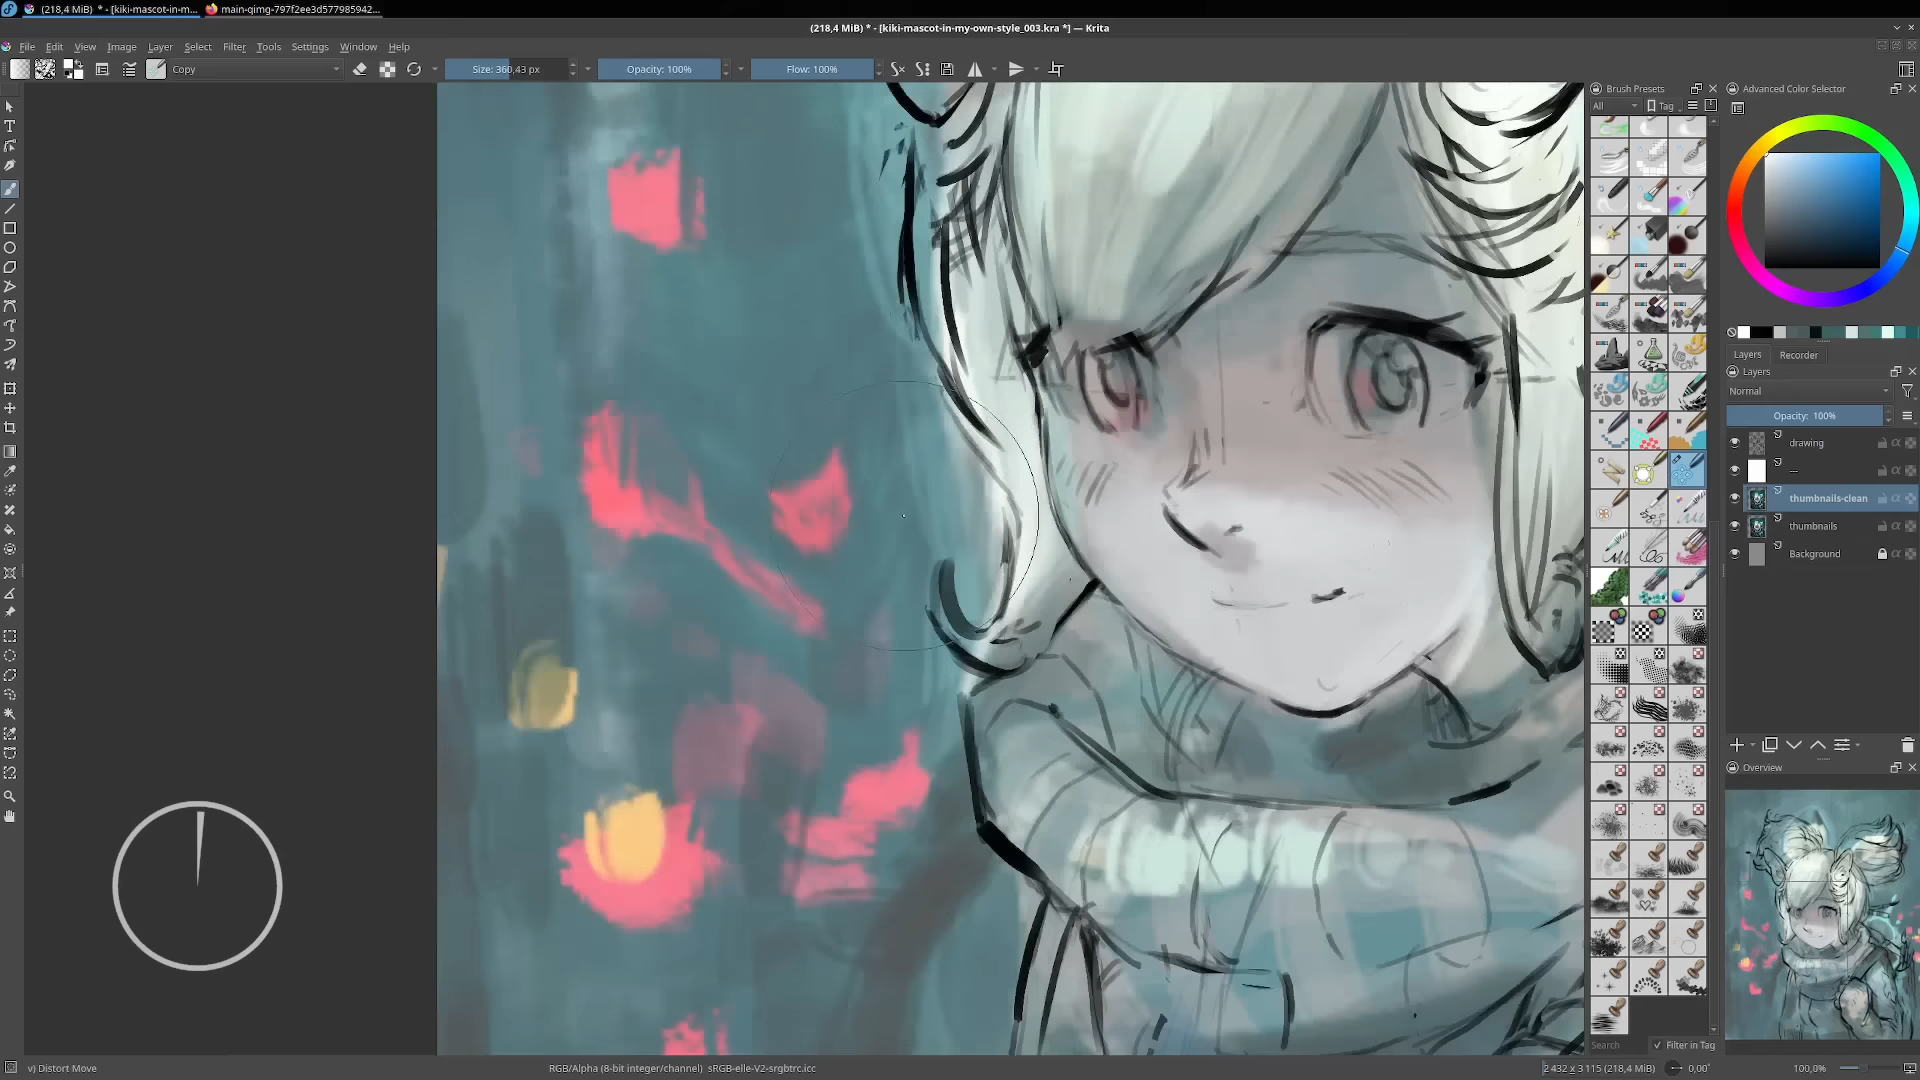 (218,4 MiB) * - [kiki-mascot-in-m...
main-qimg-797f2ee3d577985942...
(218,4 MiB) * - [kiki-mascot-in-my-own-style_003.kra *] — Krita
File Edit View Image Layer Select Filter Tools Settings Window Help
Copy
Size: 360,43 px
Opacity: 100%
Flow: 100%
Brush Presets
All
Tag
Advanced Color Selector
Layers Recorder
Layers
Normal
Opacity: 100%
drawing
...
thumbnails-clean
thumbnails
Background
Overview
Search
Filter in Tag
v) Distort Move
RGB/Alpha (8-bit integer/channel) sRGB-elle-V2-srgbtrc.icc
2 432 x 3 115 (218,4 MiB)
0,00°
100,0%